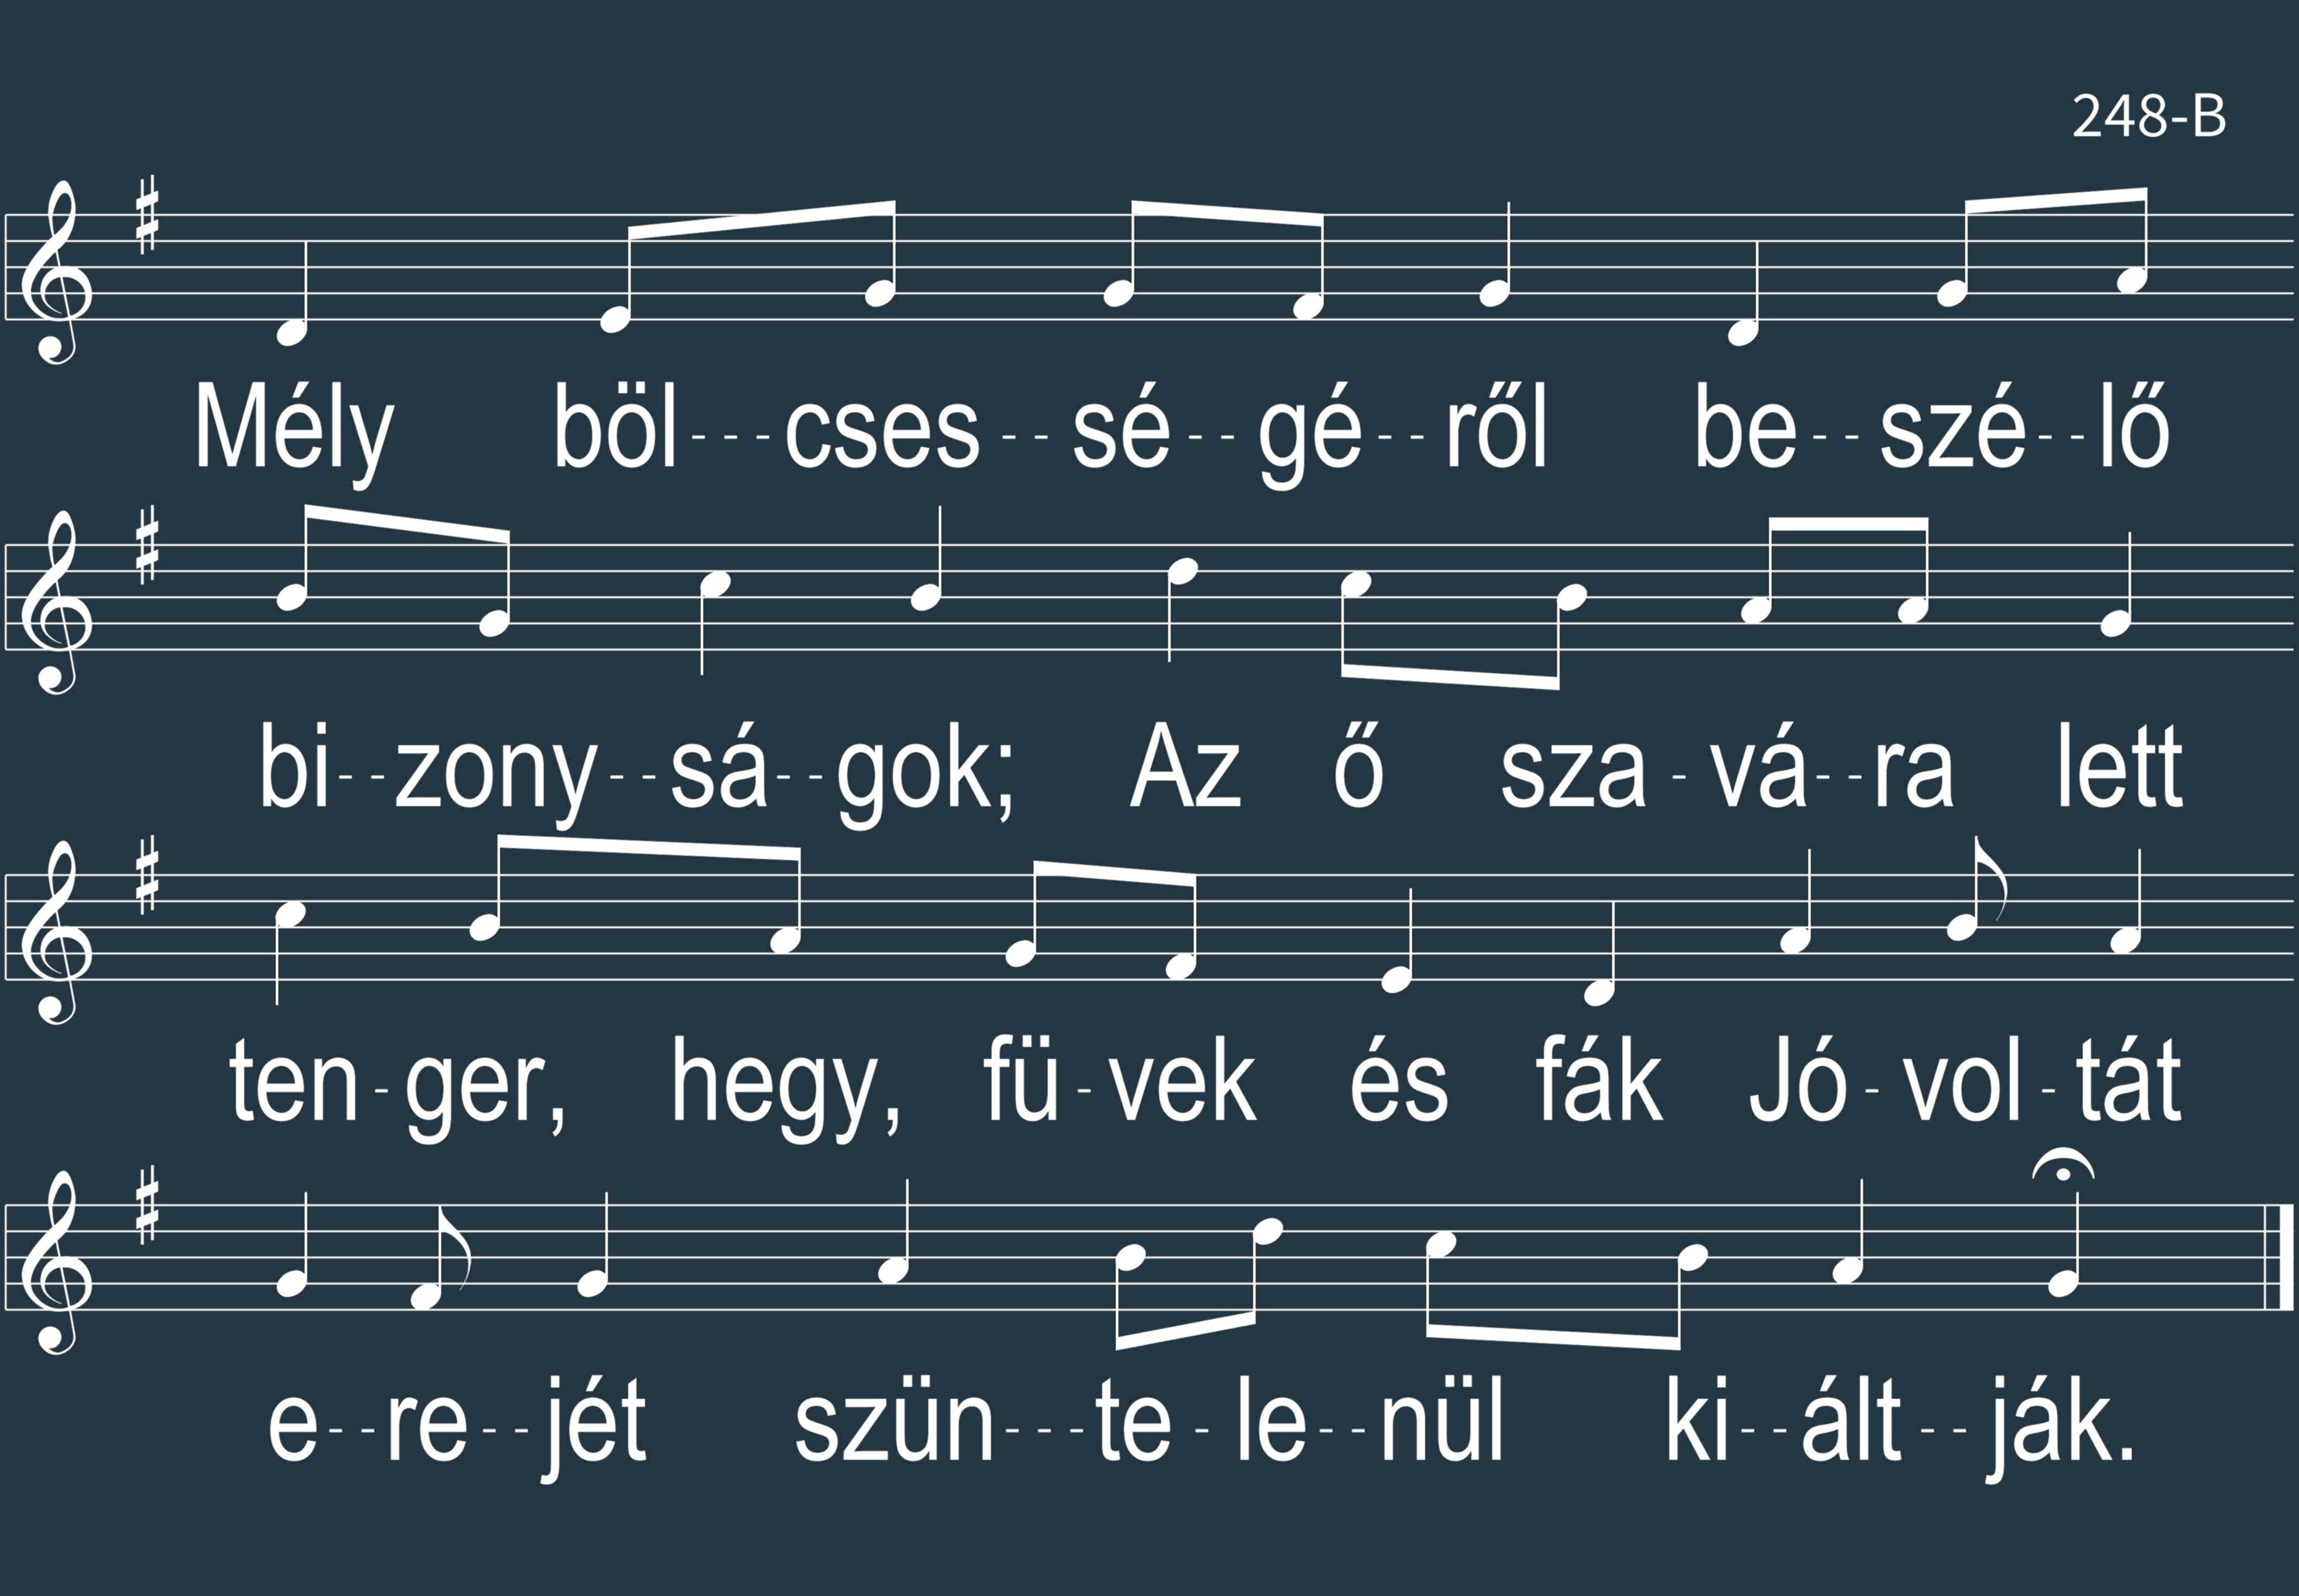 248-B
Mély böl---cses--sé--gé--ről be--szé--lő
bi--zony--sá--gok; Az ő sza-vá--ra lett
ten-ger, hegy, fü-vek és fák Jó-vol-tát
e--re--jét szün---te-le--nül ki--ált--ják.